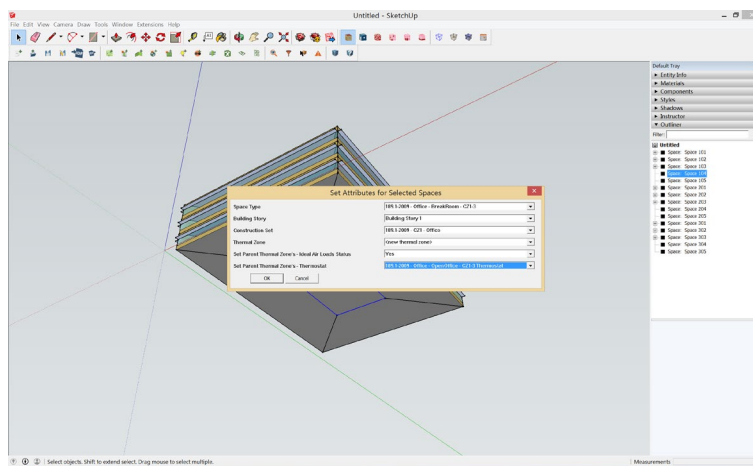 Untitled - SketchUp
File Edit View Camera Draw Tools Window Extensions Help
Default Tray
Entity Info
Materials
Components
Styles
Shadows
Instructor
Outliner
Filter:
Untitled
Space: Space 101
Space: Space 102
Space: Space 103
Space: Space 104
Space: Space 105
Space: Space 201
Space: Space 202
Space: Space 203
Space: Space 204
Space: Space 205
Space: Space 301
Space: Space 302
Space: Space 303
Space: Space 304
Space: Space 305
Set Attributes for Selected Spaces
Space Type 189.1-2009 - Office - BreakRoom - CZ1-3
Building Story Building Story 1
Construction Set 189.1-2009 - CZ1 - Office
Thermal Zone <new thermal zone>
Set Parent Thermal Zone's - Ideal Air Loads Status Yes
Set Parent Thermal Zone's - Thermostat 189.1-2009 - Office - OpenOffice - CZ1-3 Thermostat
OK Cancel
Select objects. Shift to extend select. Drag mouse to select multiple.
Measurements